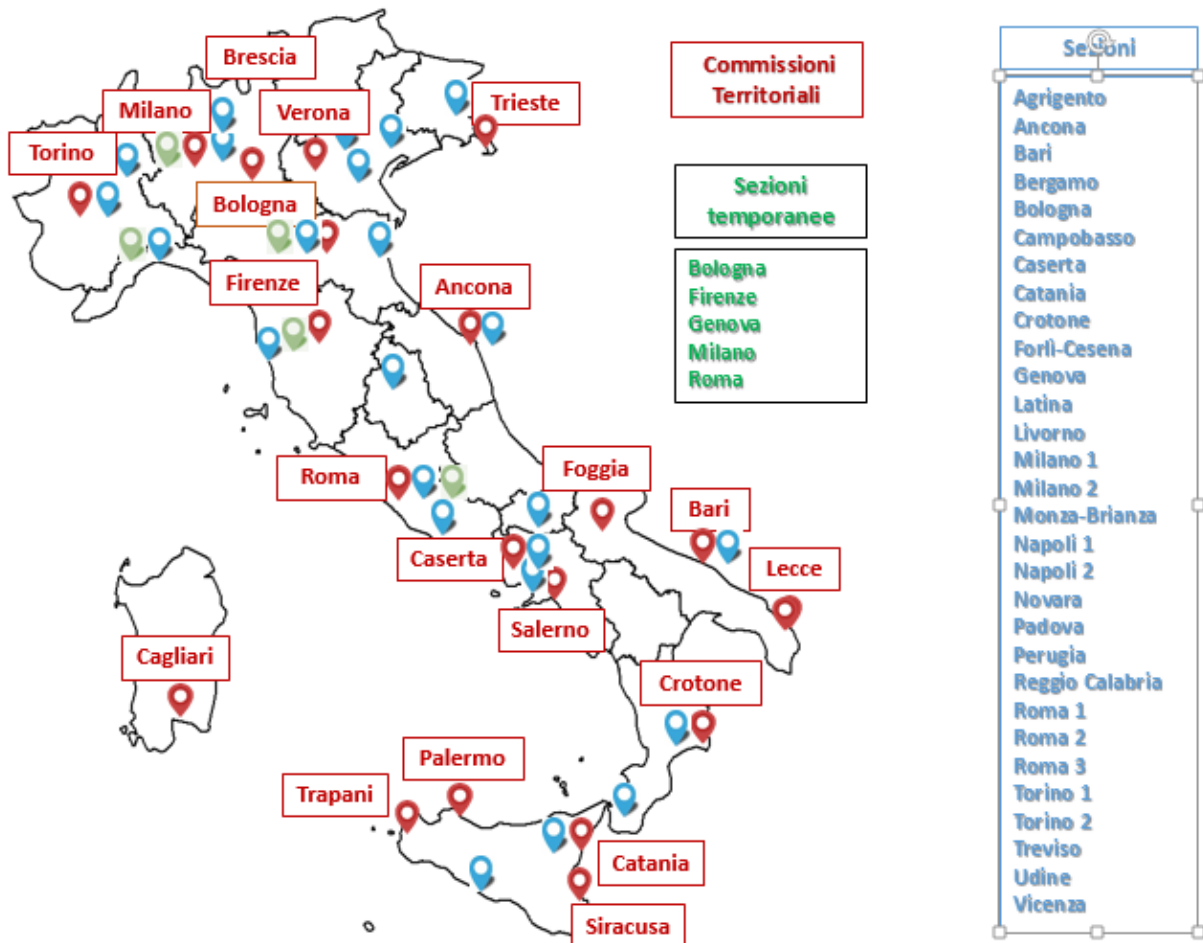 Brescia
Milano
Verona
Trieste
Torino
Bologna
Firenze
Ancona
Roma
Foggia
Bari
Caserta
Lecce
Salerno
Cagliari
Crotone
Palermo
Trapani
Catania
Siracusa
Commissioni
Territoriali
Sezioni
temporanee
Bologna
Firenze
Genova
Milano
Roma
Sezioni
Agrigento
Ancona
Bari
Bergamo
Bologna
Campobasso
Caserta
Catania
Crotone
Forlì-Cesena
Genova
Latina
Livorno
Milano 1
Milano 2
Monza-Brianza
Napoli 1
Napoli 2
Novara
Padova
Perugia
Reggio Calabria
Roma 1
Roma 2
Roma 3
Torino 1
Torino 2
Treviso
Udine
Vicenza